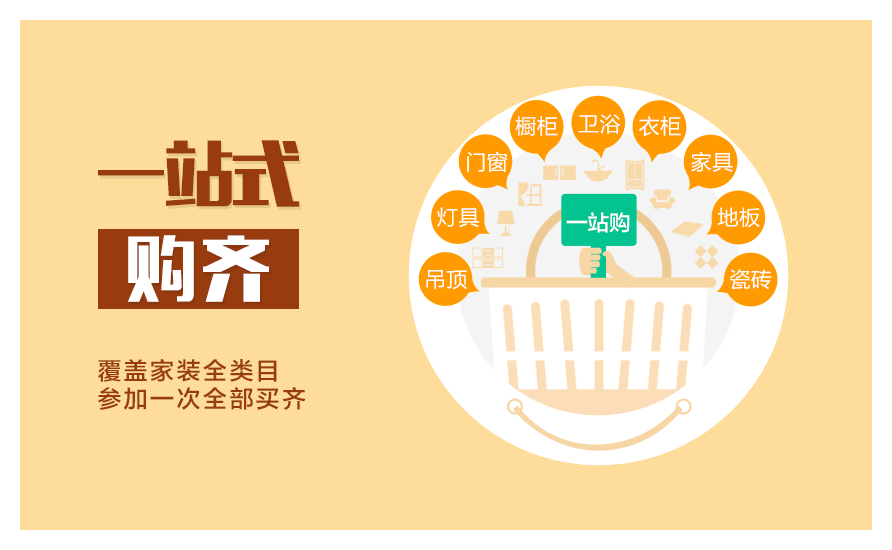 一站式
购齐
覆盖家装全类目
参加一次全部买齐
吊顶
灯具
门窗
橱柜
卫浴
衣柜
家具
地板
瓷砖
一站购